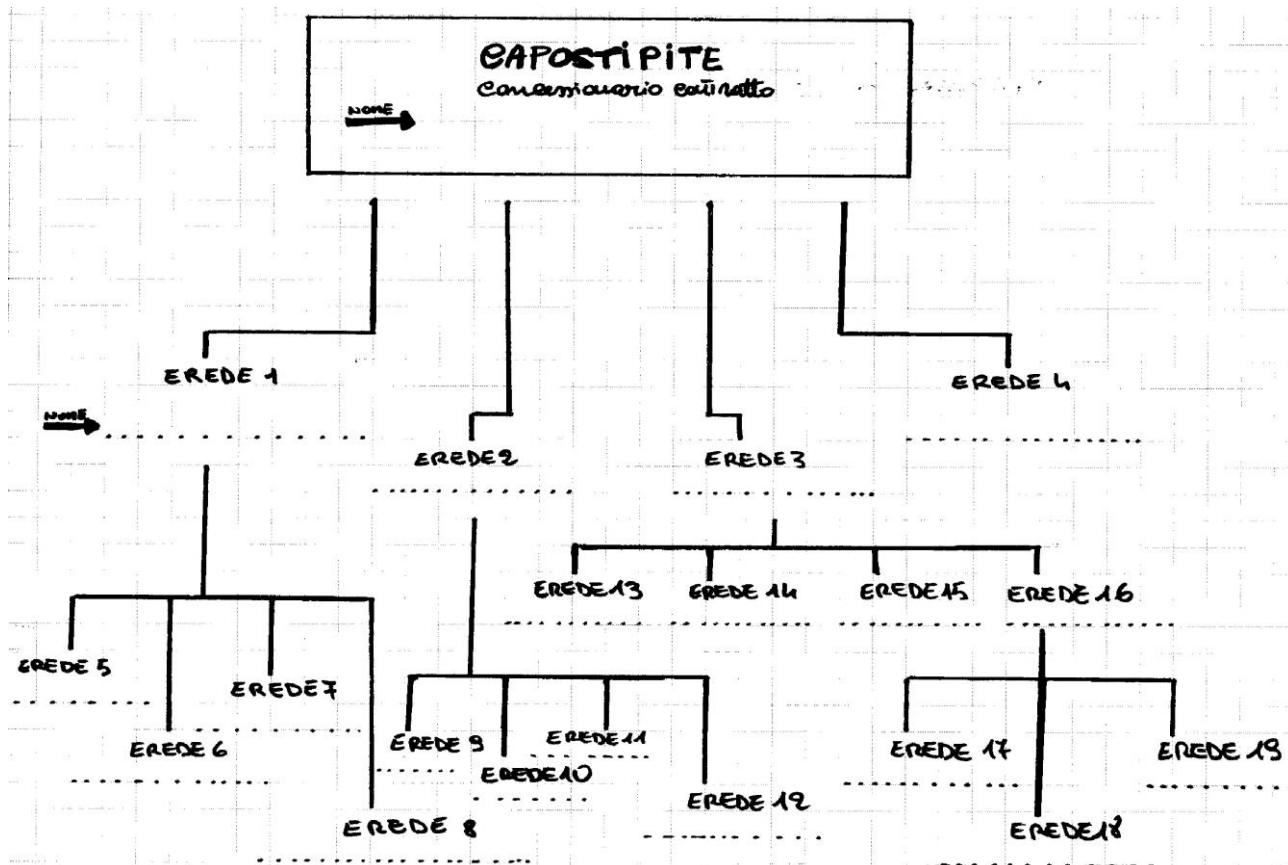 CAPOSTIPITE
concessionario contratto
NOME
EREDE 1
EREDE 4
NOME
EREDE 2
EREDE 3
EREDE 13
EREDE 14
EREDE 15
EREDE 16
EREDE 5
EREDE 7
EREDE 6
EREDE 9
EREDE 11
EREDE 17
EREDE 19
EREDE 10
EREDE 12
EREDE 8
EREDE 18